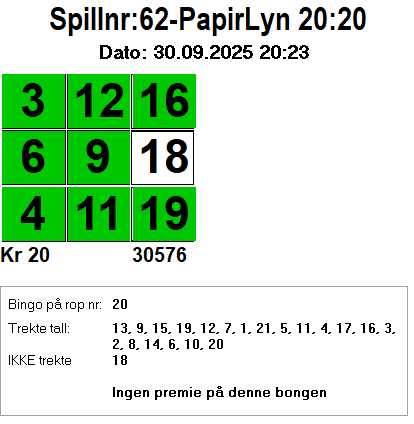 Spillnr:62-PapirLyn 20:20
Dato: 30.09.2025 20:23
3 12 16
6 9 18
4 11 19
Kr 20 30576
Bingo på rop nr: 20
Trekte tall: 13, 9, 15, 19, 12, 7, 1, 21, 5, 11, 4, 17, 16, 3,
2, 8, 14, 6, 10, 20
IKKE trekte 18
Ingen premie på denne bongen